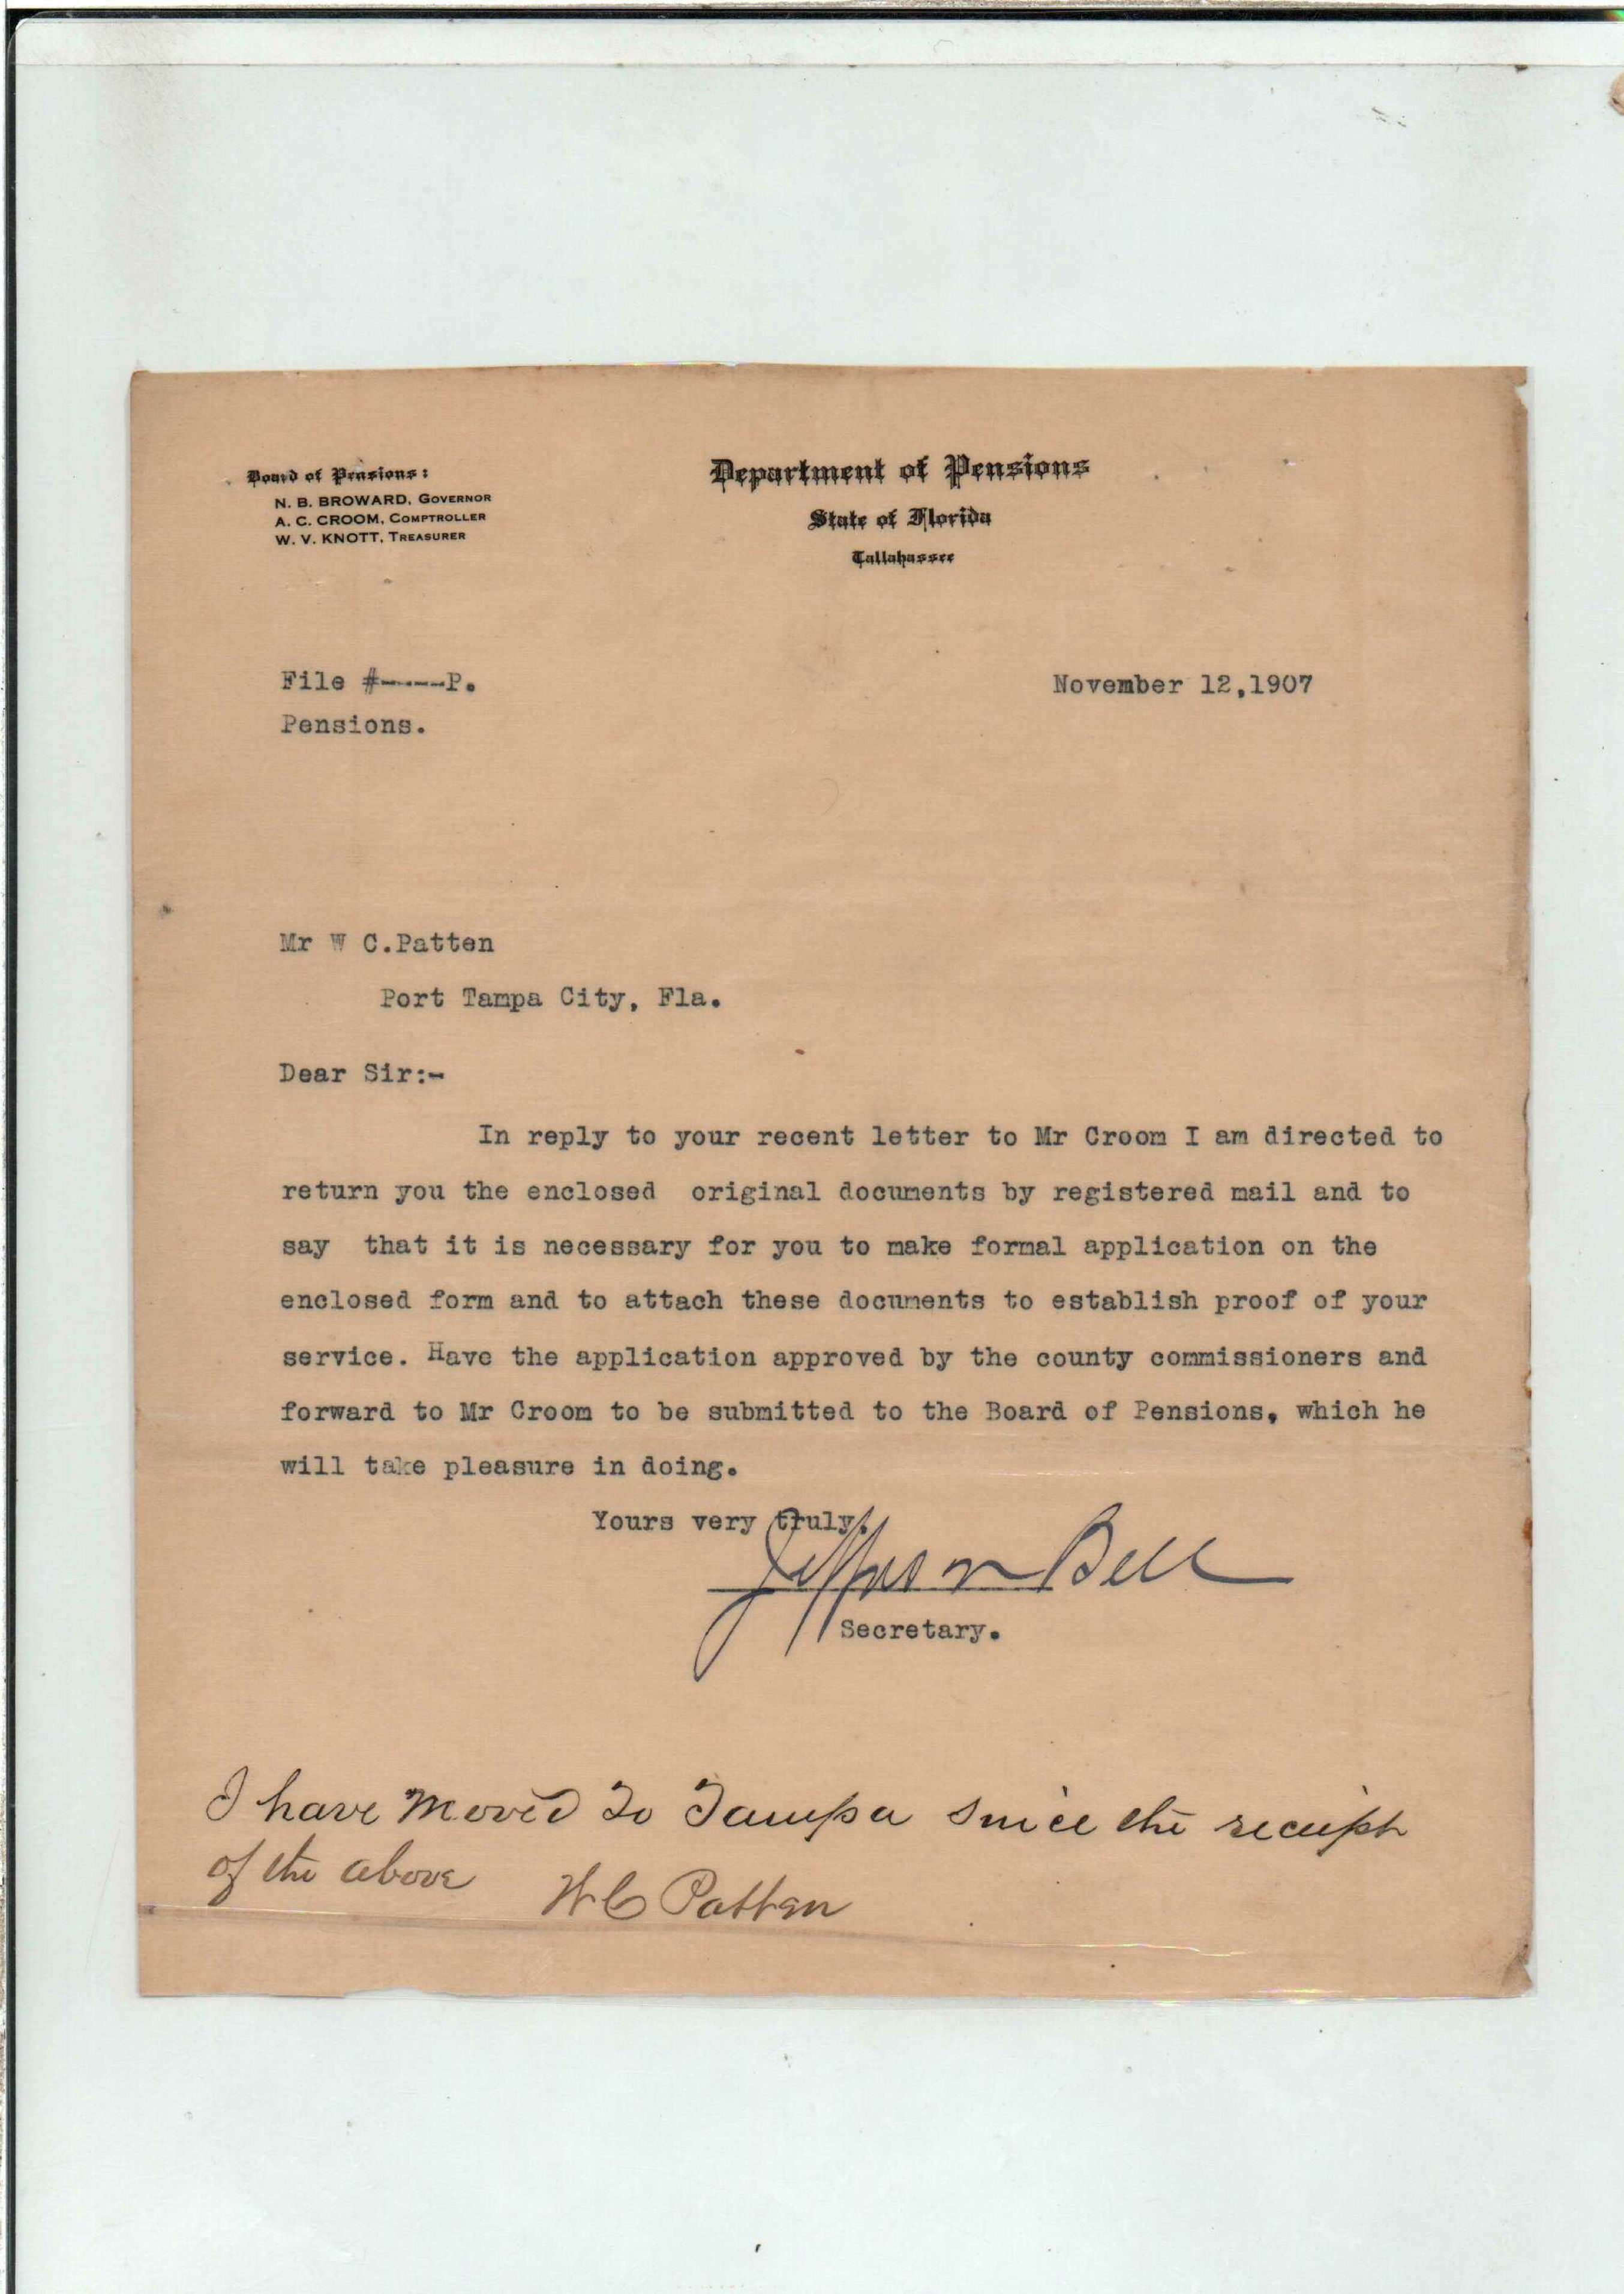 Board of Pensions:
N. B. BROWARD, GOVERNOR
A. C. CROOM, COMPTROLLER
W. V. KNOTT, TREASURER
Department of Pensions
State of Florida
Tallahassee
File #-----P.
November 12,1907
Pensions.
Mr W C.Patten
Port Tampa City, Fla.
Dear Sir:-
In reply to your recent letter to Mr Croom I am directed to
return you the enclosed original documents by registered mail and to
say that it is necessary for you to make formal application on the
enclosed form and to attach these documents to establish proof of your
service. Have the application approved by the county commissioners and
forward to Mr Croom to be submitted to the Board of Pensions, which he
will take pleasure in doing.
Yours very truly,
Jefferson Bell
Secretary.
I have moved To Tampa since the receipt
of the above W C Patten